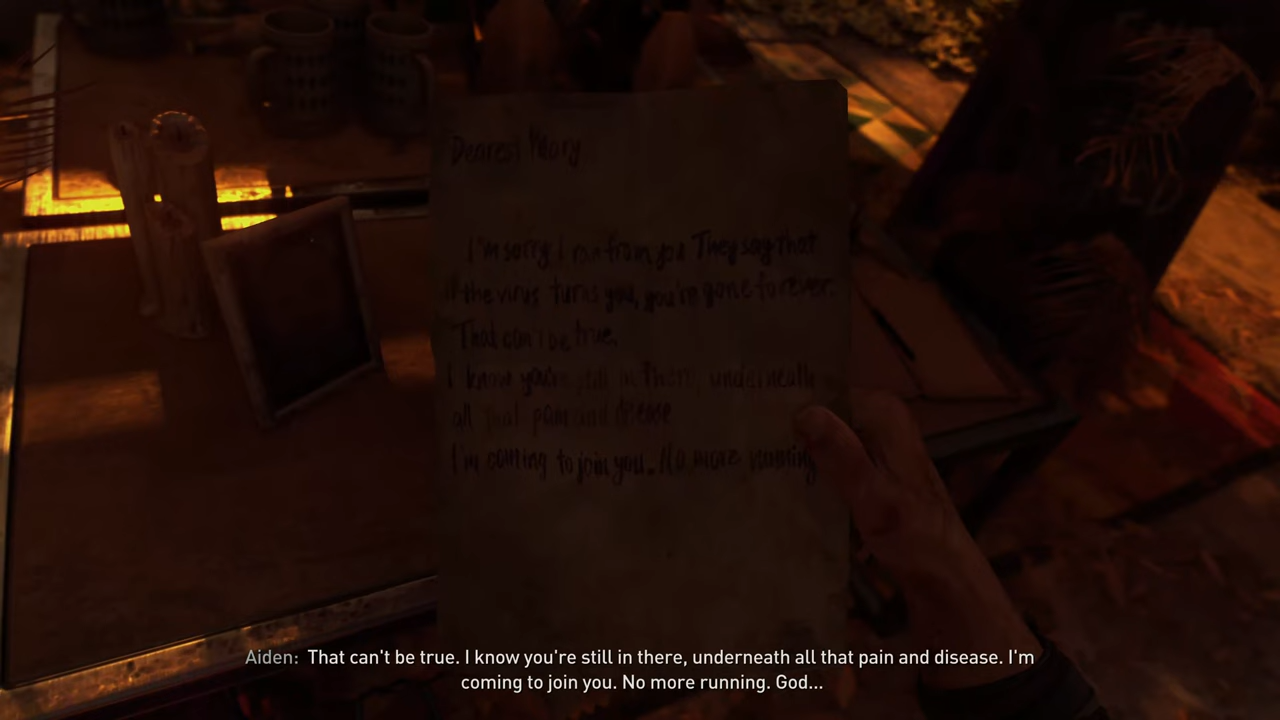 Dearest Mary
I'm sorry I ran from you They say that
if the virus turns you, you're gone forever.
That can't be true.
I know you're still in there, underneath
all that pain and disease
I'm coming to join you. No more running
Aiden: That can't be true. I know you're still in there, underneath all that pain and disease. I'm
coming to join you. No more running. God...